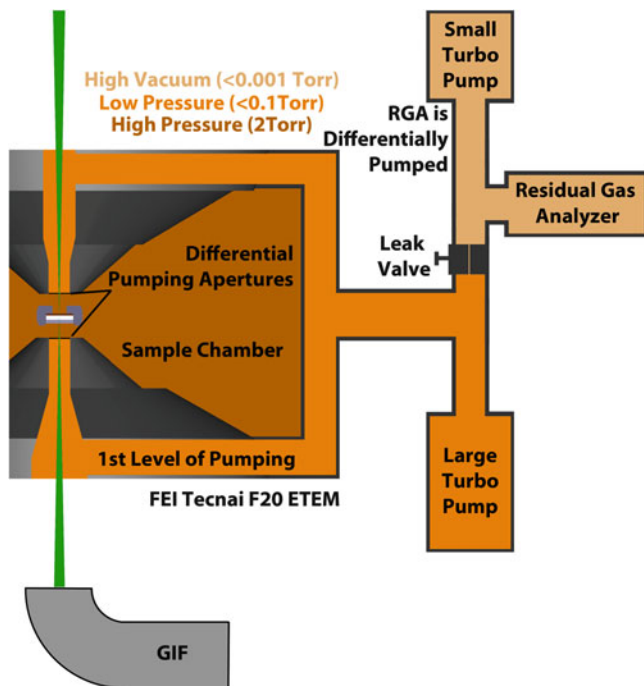 Small
Turbo
Pump
High Vacuum (<0.001 Torr)
Low Pressure (<0.1Torr)
High Pressure (2Torr)
RGA is
Differentially
Pumped
Residual Gas
Analyzer
Leak
Valve
Differential
Pumping Apertures
Sample Chamber
1st Level of Pumping
Large
Turbo
Pump
FEI Tecnai F20 ETEM
GIF